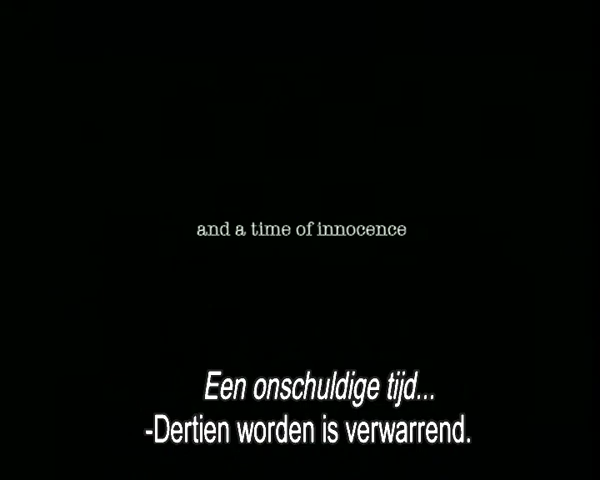 and a time of innocence
Een onschuldige tijd...
-Dertien worden is verwarrend.